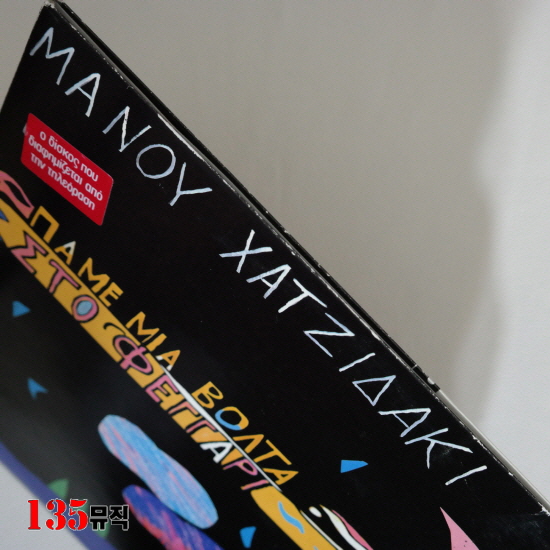 ΜΑΝΟΥ ΧΑΤΖΙΔΑΚΙ
ο δίσκος που
διαφημίζεται από
την τηλεόραση
ΠΑΜΕ ΜΙΑ ΒΟΛΤΑ
ΣΤΟ ΦΕΓΓΑΡΙ
135뮤직